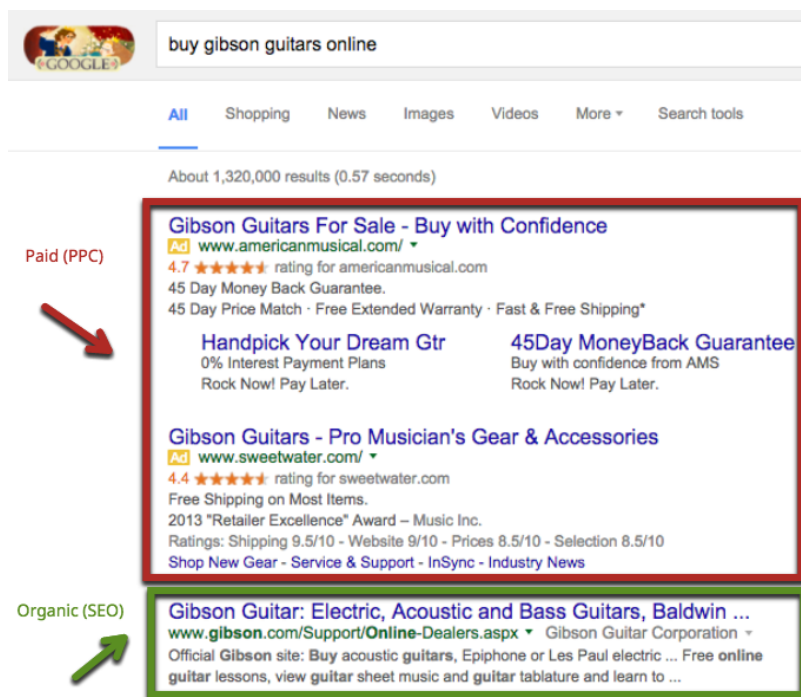 GOOGLE
buy gibson guitars online
All Shopping News Images Videos More ▾ Search tools
About 1,320,000 results (0.57 seconds)
Paid (PPC)
Gibson Guitars For Sale - Buy with Confidence
Ad www.americanmusical.com/ ▾
4.7 ★★★★★ rating for americanmusical.com
45 Day Money Back Guarantee.
45 Day Price Match · Free Extended Warranty · Fast & Free Shipping*
Handpick Your Dream Gtr 45Day MoneyBack Guarantee
0% Interest Payment Plans Buy with confidence from AMS
Rock Now! Pay Later. Rock Now! Pay Later.
Gibson Guitars - Pro Musician's Gear & Accessories
Ad www.sweetwater.com/ ▾
4.4 ★★★★★ rating for sweetwater.com
Free Shipping on Most Items.
2013 "Retailer Excellence" Award – Music Inc.
Ratings: Shipping 9.5/10 - Website 9/10 - Prices 8.5/10 - Selection 8.5/10
Shop New Gear - Service & Support - InSync - Industry News
Organic (SEO)
Gibson Guitar: Electric, Acoustic and Bass Guitars, Baldwin ...
www.gibson.com/Support/Online-Dealers.aspx ▾ Gibson Guitar Corporation ▾
Official Gibson site: Buy acoustic guitars, Epiphone or Les Paul electric ... Free online
guitar lessons, view guitar sheet music and guitar tablature and learn to ...